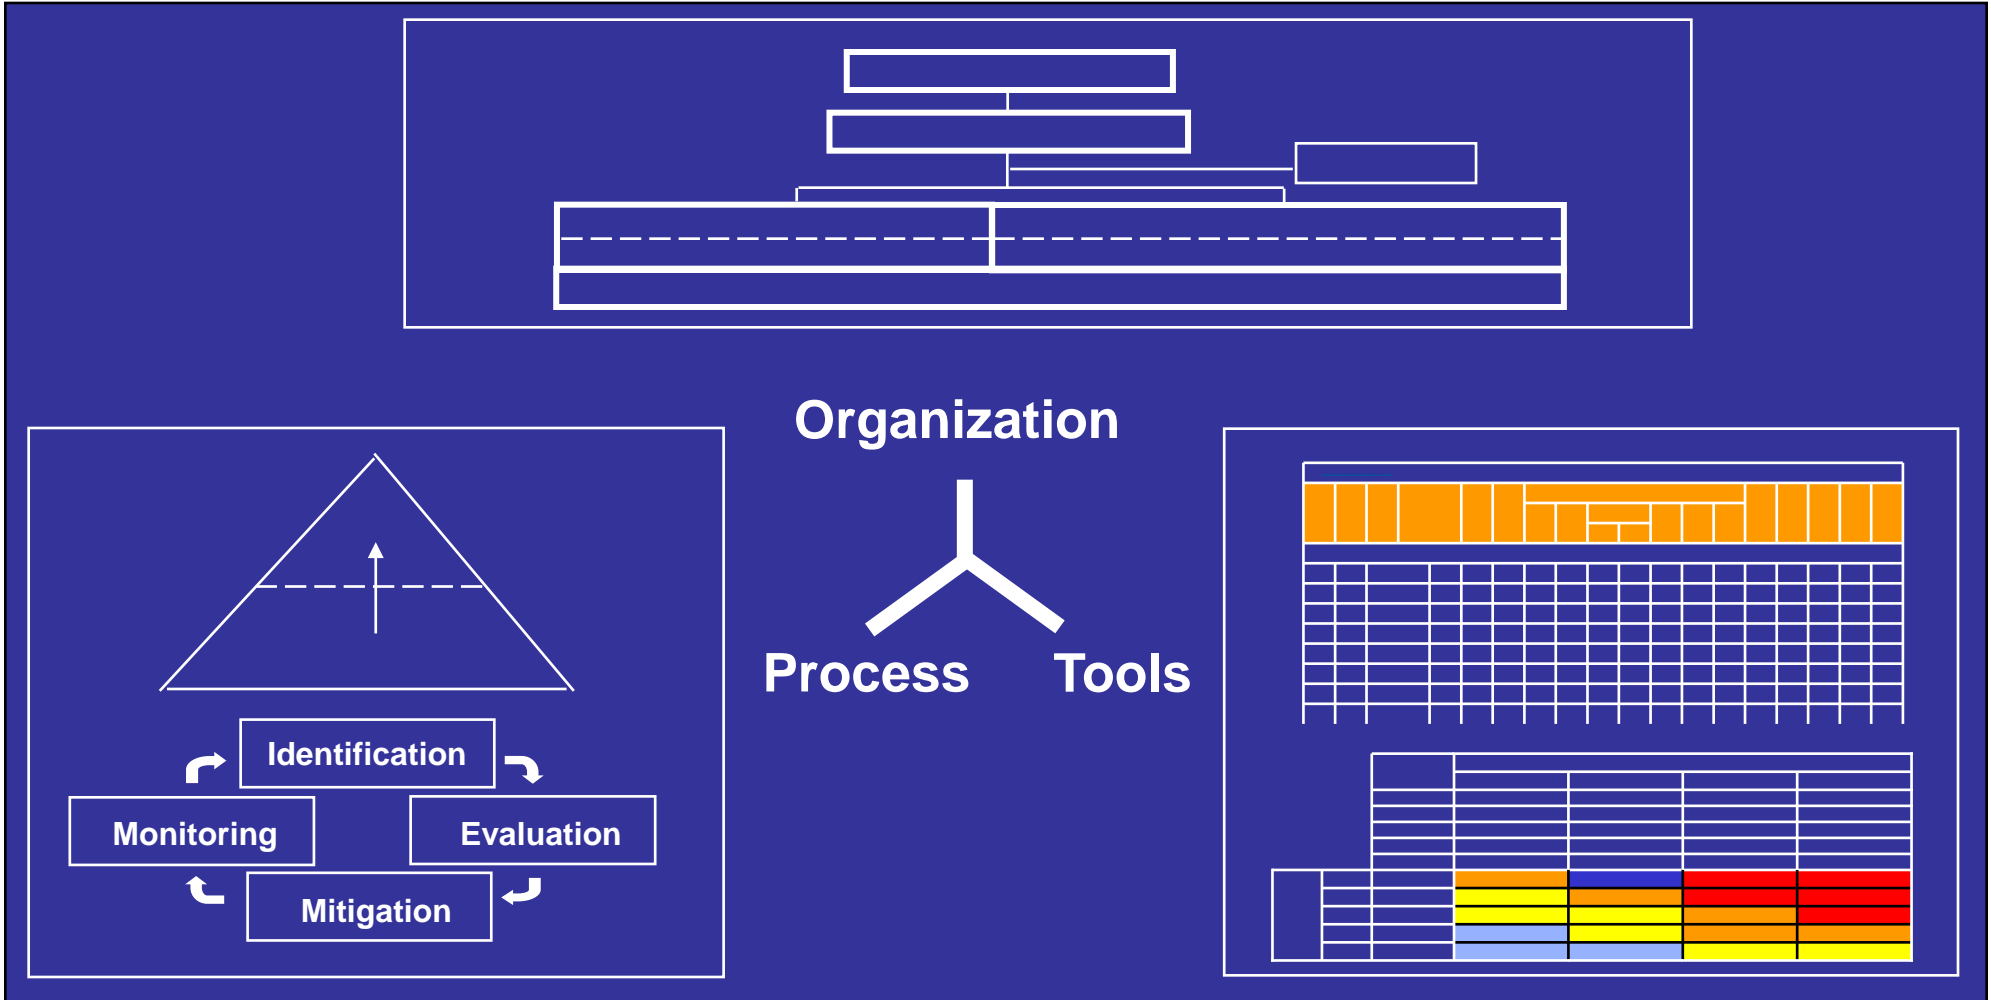 Organization
Process
Tools
Identification
Monitoring
Evaluation
Mitigation